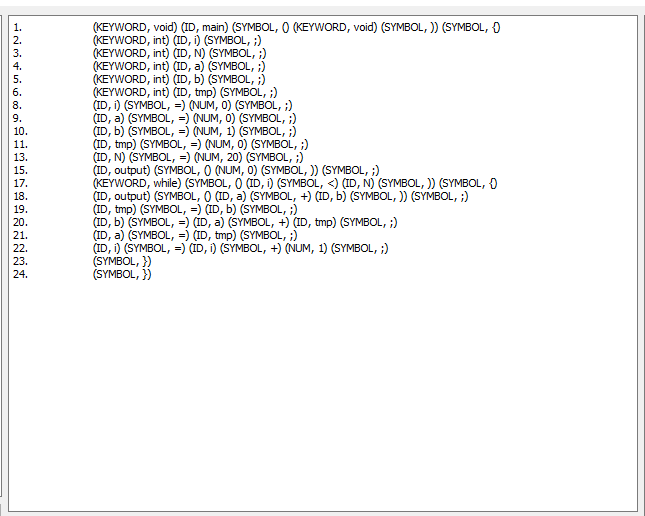 1. (KEYWORD, void) (ID, main) (SYMBOL, () (KEYWORD, void) (SYMBOL, )) (SYMBOL, {)
2. (KEYWORD, int) (ID, i) (SYMBOL, ;)
3. (KEYWORD, int) (ID, N) (SYMBOL, ;)
4. (KEYWORD, int) (ID, a) (SYMBOL, ;)
5. (KEYWORD, int) (ID, b) (SYMBOL, ;)
6. (KEYWORD, int) (ID, tmp) (SYMBOL, ;)
8. (ID, i) (SYMBOL, =) (NUM, 0) (SYMBOL, ;)
9. (ID, a) (SYMBOL, =) (NUM, 0) (SYMBOL, ;)
10. (ID, b) (SYMBOL, =) (NUM, 1) (SYMBOL, ;)
11. (ID, tmp) (SYMBOL, =) (NUM, 0) (SYMBOL, ;)
13. (ID, N) (SYMBOL, =) (NUM, 20) (SYMBOL, ;)
15. (ID, output) (SYMBOL, () (NUM, 0) (SYMBOL, )) (SYMBOL, ;)
17. (KEYWORD, while) (SYMBOL, () (ID, i) (SYMBOL, <) (ID, N) (SYMBOL, )) (SYMBOL, {)
18. (ID, output) (SYMBOL, () (ID, a) (SYMBOL, +) (ID, b) (SYMBOL, )) (SYMBOL, ;)
19. (ID, tmp) (SYMBOL, =) (ID, b) (SYMBOL, ;)
20. (ID, b) (SYMBOL, =) (ID, a) (SYMBOL, +) (ID, tmp) (SYMBOL, ;)
21. (ID, a) (SYMBOL, =) (ID, tmp) (SYMBOL, ;)
22. (ID, i) (SYMBOL, =) (ID, i) (SYMBOL, +) (NUM, 1) (SYMBOL, ;)
23. (SYMBOL, })
24. (SYMBOL, })